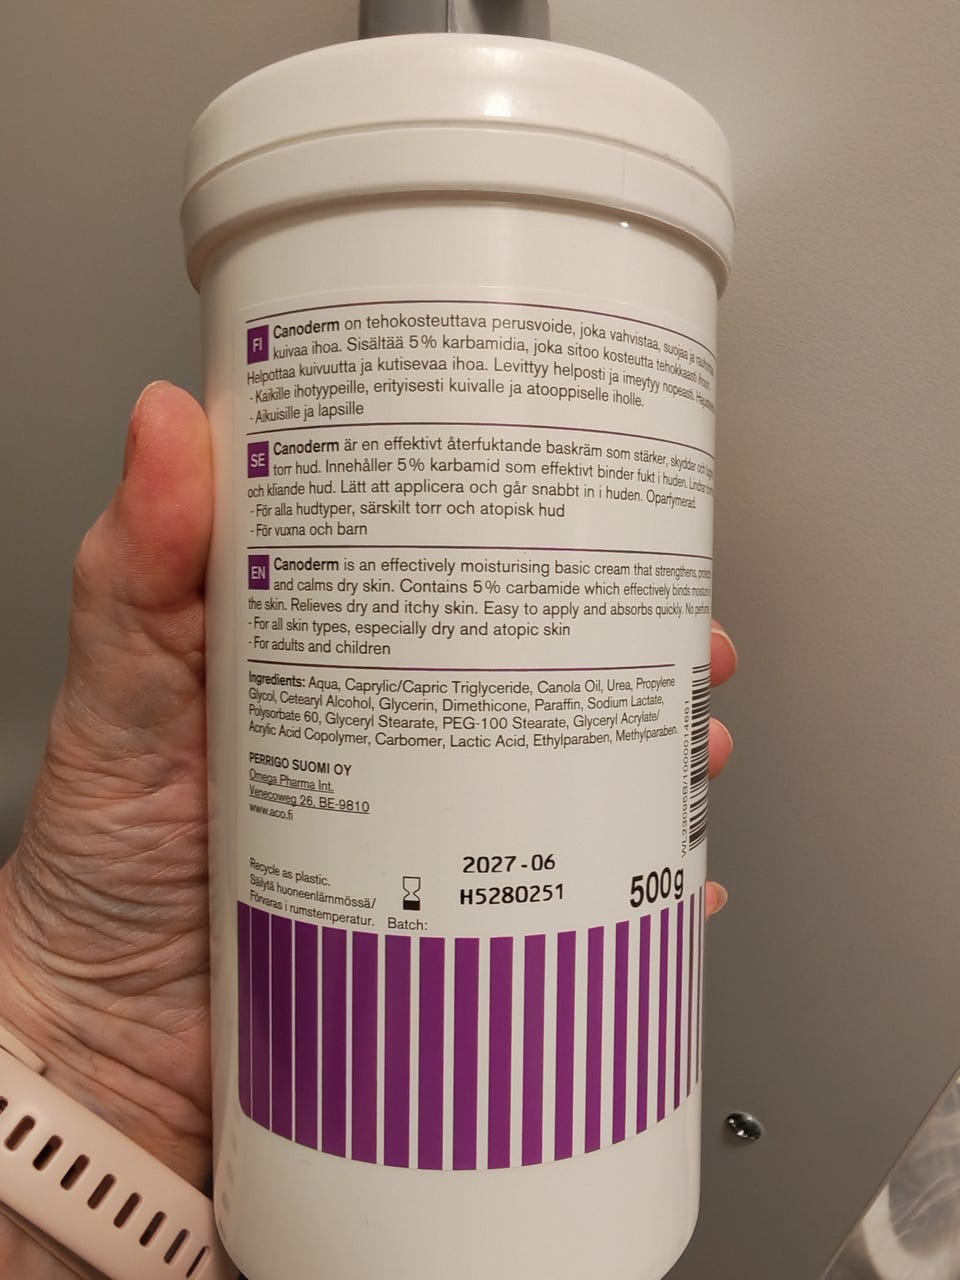 FI Canoderm on tehokosteuttava perusvoide, joka vahvistaa, suojaa ja
kuivaa ihoa. Sisältää 5% karbamidia, joka sitoo kosteutta tehokkaasti ihoon.
Helpottaa kuivuutta ja kutisevaa ihoa. Levittyy helposti ja imeytyy nopeasti.
- Kaikille ihotyypeille, erityisesti kuivalle ja atooppiselle iholle.
- Aikuisille ja lapsille
SE Canoderm är en effektivt återfuktande baskräm som stärker, skyddar och
torr hud. Innehåller 5% karbamid som effektivt binder fukt i huden. Lindrar torr
och kliande hud. Lätt att applicera och går snabbt in i huden. Oparfymerad.
- För alla hudtyper, särskilt torr och atopisk hud
- För vuxna och barn
EN Canoderm is an effectively moisturising basic cream that strengthens, protects
and calms dry skin. Contains 5% carbamide which effectively binds moisture in
the skin. Relieves dry and itchy skin. Easy to apply and absorbs quickly. No perfume
- For all skin types, especially dry and atopic skin
- For adults and children
Ingredients: Aqua, Caprylic/Capric Triglyceride, Canola Oil, Urea, Propylene
Glycol, Cetearyl Alcohol, Glycerin, Dimethicone, Paraffin, Sodium Lactate,
Polysorbate 60, Glyceryl Stearate, PEG-100 Stearate, Glyceryl Acrylate/
Acrylic Acid Copolymer, Carbomer, Lactic Acid, Ethylparaben, Methylparaben.
PERRIGO SUOMI OY
Omega Pharma Int.
Venecoweg 26, BE-9810
www.aco.fi
WL23095B/1000014681
Recycle as plastic.
Säilytä huoneenlämmössä/
Förvaras i rumstemperatur.
2027-06
Batch: H5280251
500g